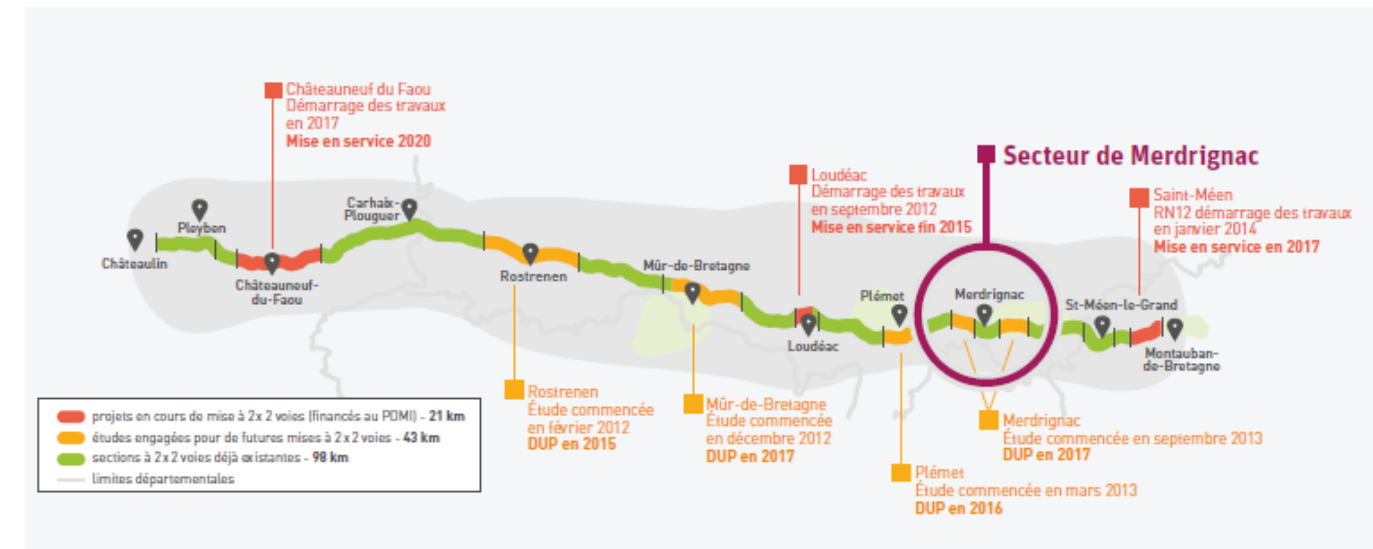 Châteauneuf du Faou
Démarrage des travaux
en 2017
Mise en service 2020
Secteur de Merdrignac
Loudéac
Démarrage des travaux
en septembre 2012
Mise en service fin 2015
Saint-Méen
RN12 démarrage des travaux
en janvier 2014
Mise en service en 2017
Châteaulin
Pleyben
Châteauneuf-
du-Faou
Carhaix-
Plouguer
Rostrenen
Mûr-de-Bretagne
Loudéac
Plémet
Merdrignac
St-Méen-le-Grand
Montauban-
de-Bretagne
Rostrenen
Étude commencée
en février 2012
DUP en 2015
Mûr-de-Bretagne
Étude commencée
en décembre 2012
DUP en 2017
Plémet
Étude commencée en mars 2013
DUP en 2016
Merdrignac
Étude commencée en septembre 2013
DUP en 2017
projets en cours de mise à 2x2 voies (financés au PDMI) - 21 km
études engagées pour de futures mises à 2x2 voies - 43 km
sections à 2x2 voies déjà existantes - 98 km
limites départementales